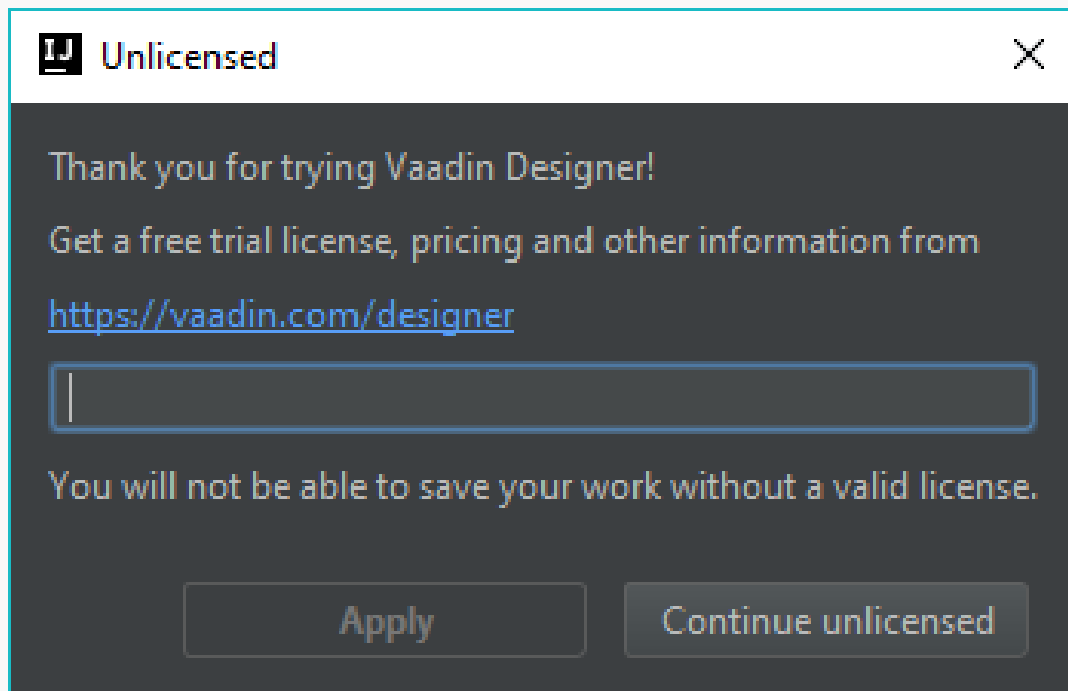 IJ Unlicensed
Thank you for trying Vaadin Designer!
Get a free trial license, pricing and other information from
https://vaadin.com/designer
You will not be able to save your work without a valid license.
Apply Continue unlicensed